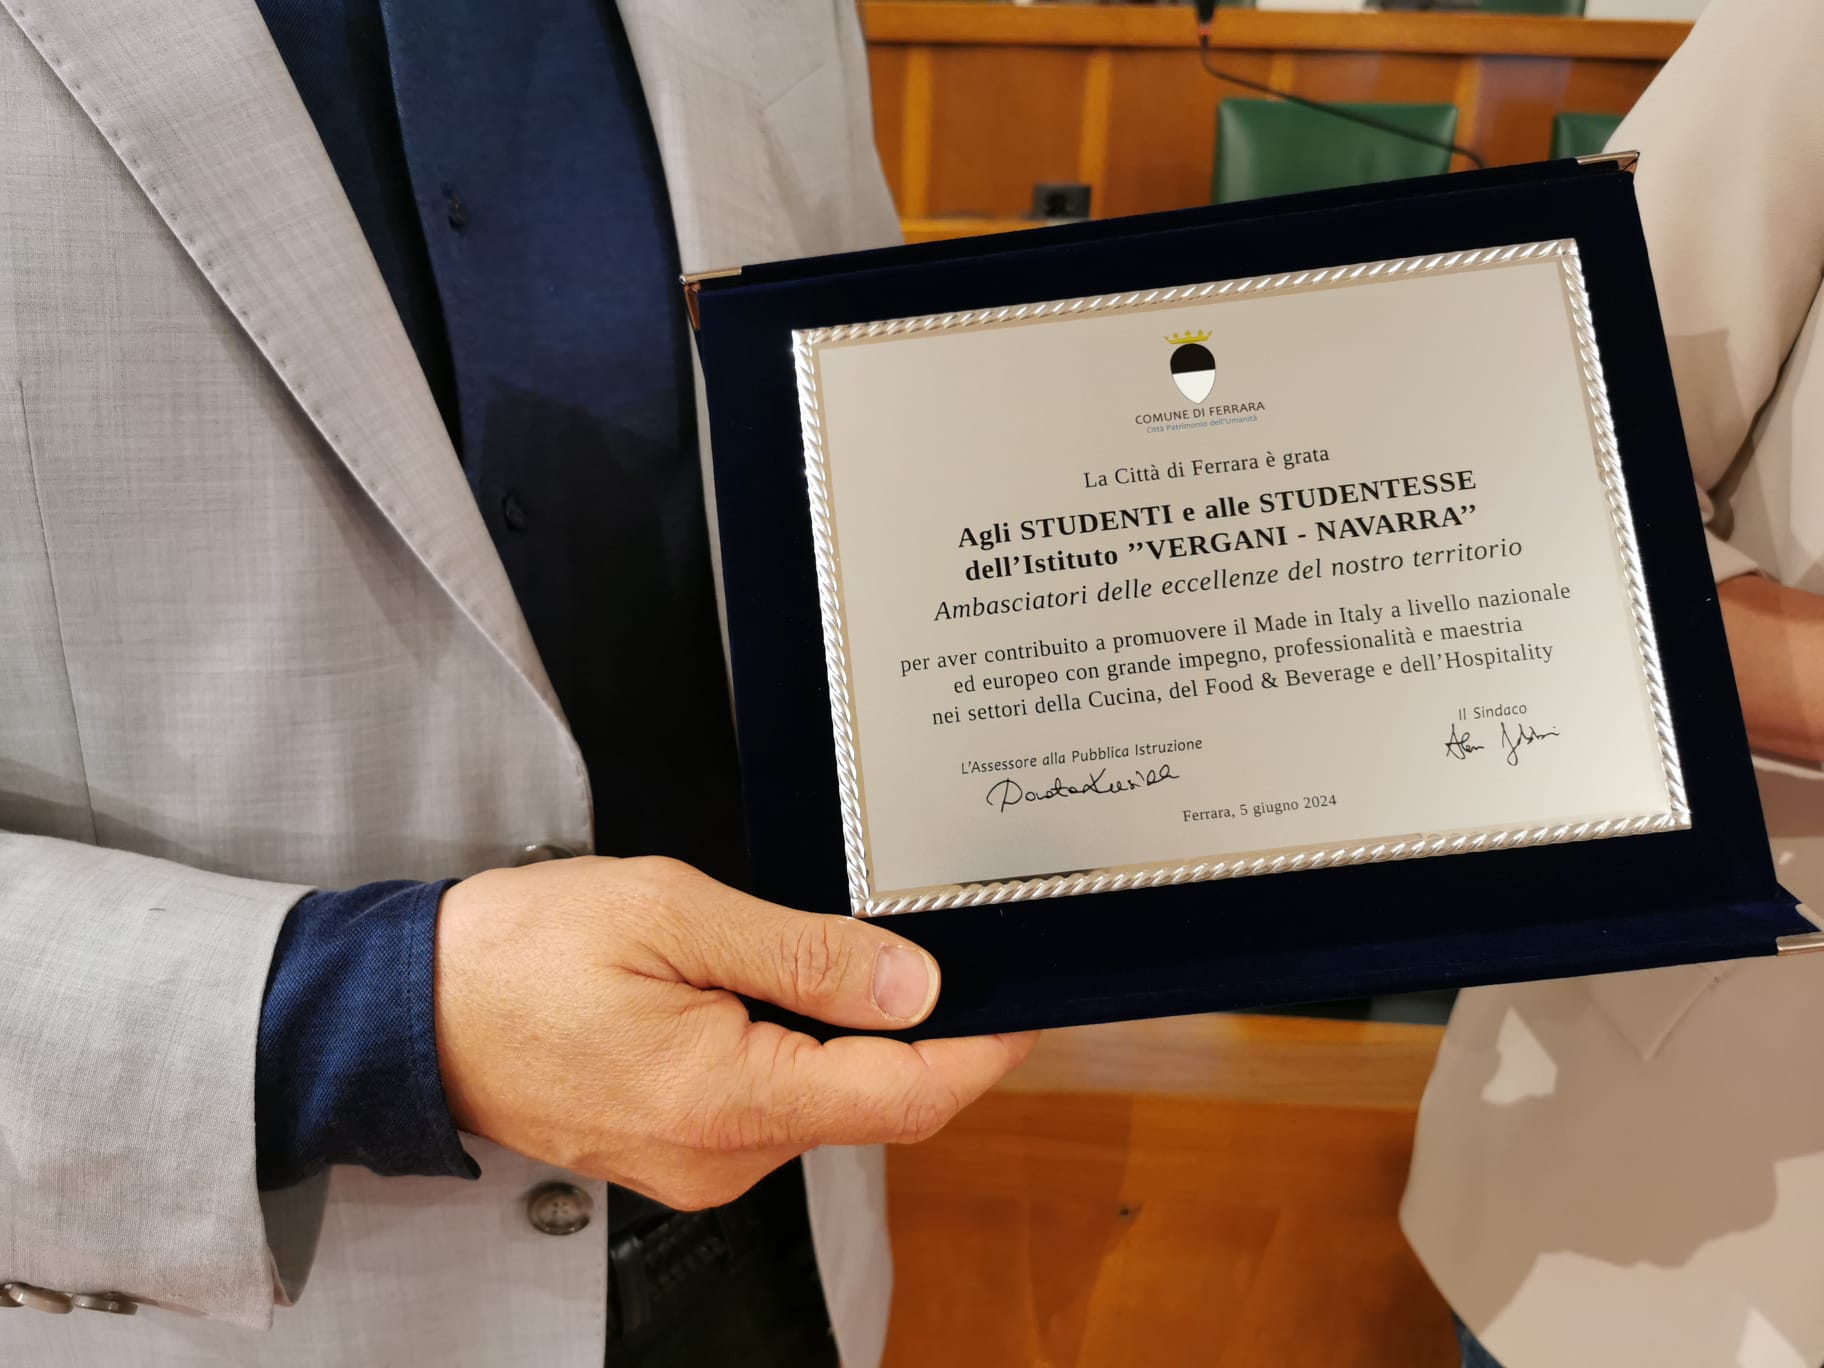 COMUNE DI FERRARA
Città Patrimonio dell'Umanità
La Città di Ferrara è grata
Agli STUDENTI e alle STUDENTESSE
dell’Istituto ’’VERGANI - NAVARRA’’
Ambasciatori delle eccellenze del nostro territorio
per aver contribuito a promuovere il Made in Italy a livello nazionale
ed europeo con grande impegno, professionalità e maestria
nei settori della Cucina, del Food & Beverage e dell’Hospitality
L’Assessore alla Pubblica Istruzione
Il Sindaco
Ferrara, 5 giugno 2024